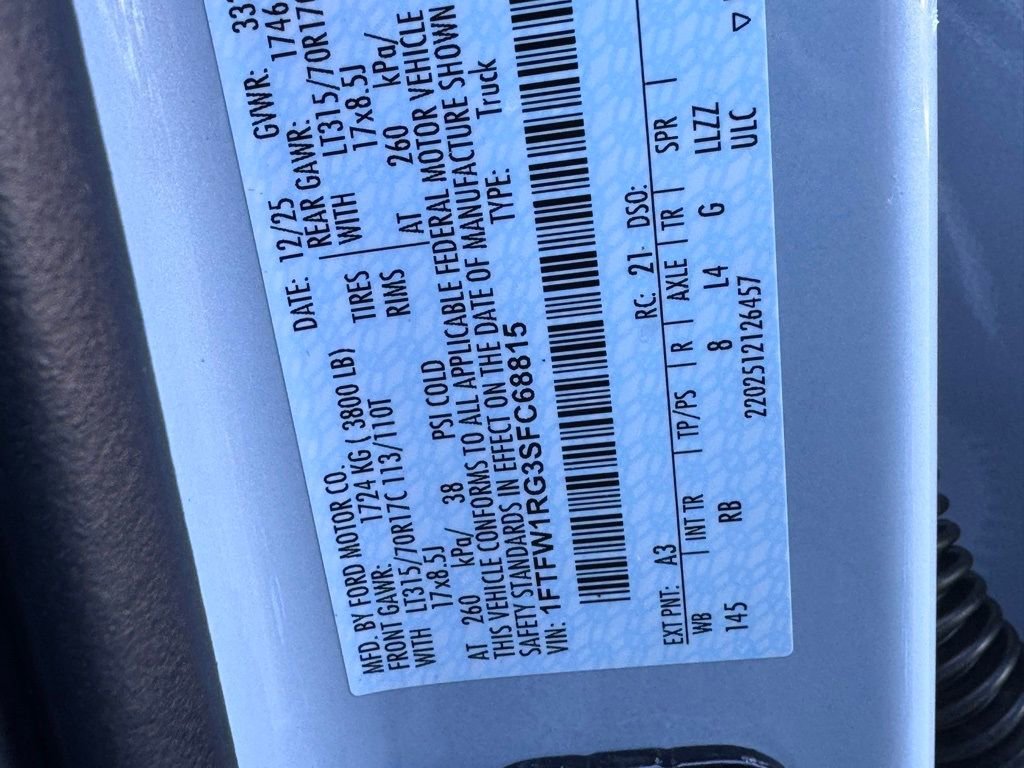 MFD. BY FORD MOTOR CO.
DATE: 12/25
GVWR:
FRONT GAWR: 1724 KG ( 3800 LB)
REAR GAWR: 1746
WITH LT315/70R17C 113/110T TIRES
WITH LT315/70R17C
17x8.5J RIMS
17x8.5J
AT 260 kPa/ 38 PSI COLD
AT 260 kPa/
THIS VEHICLE CONFORMS TO ALL APPLICABLE FEDERAL MOTOR VEHICLE
SAFETY STANDARDS IN EFFECT ON THE DATE OF MANUFACTURE SHOWN
VIN: 1FTFW1RG3SFC68815 TYPE: Truck
EXT PNT: A3 RC: 21 DSO:
WB | INT TR | TP/PS | R | AXLE | TR | SPR |
145 RB 8 L4 G LLZZ
22025121126457 ULC